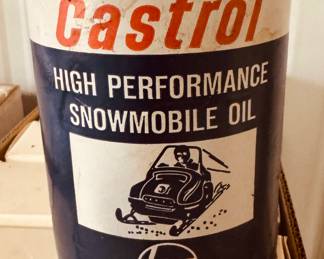 Castrol
HIGH PERFORMANCE
SNOWMOBILE OIL